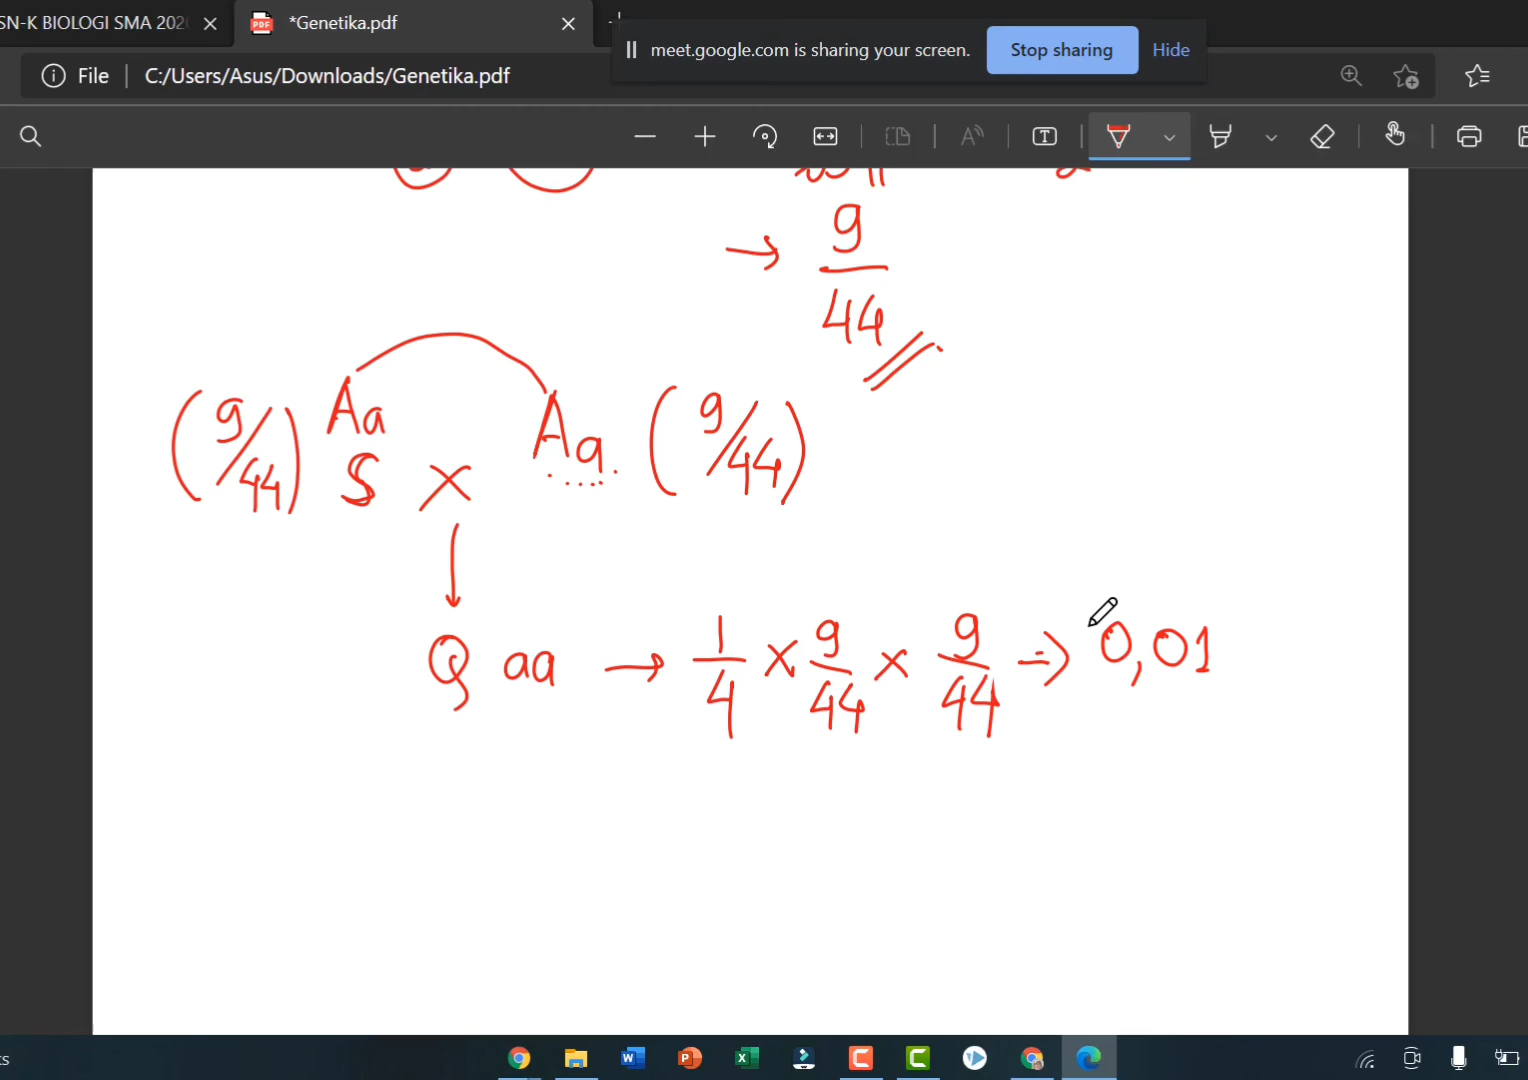 SN-K BIOLOGI SMA 202
*Genetika.pdf
meet.google.com is sharing your screen.
Stop sharing
Hide
File
C:/Users/Asus/Downloads/Genetika.pdf
→ 9/44
(9/44) Aa Aa (9/44)
S ×
aa → 1/4 × 9/44 × 9/44 ⇒ 0,01